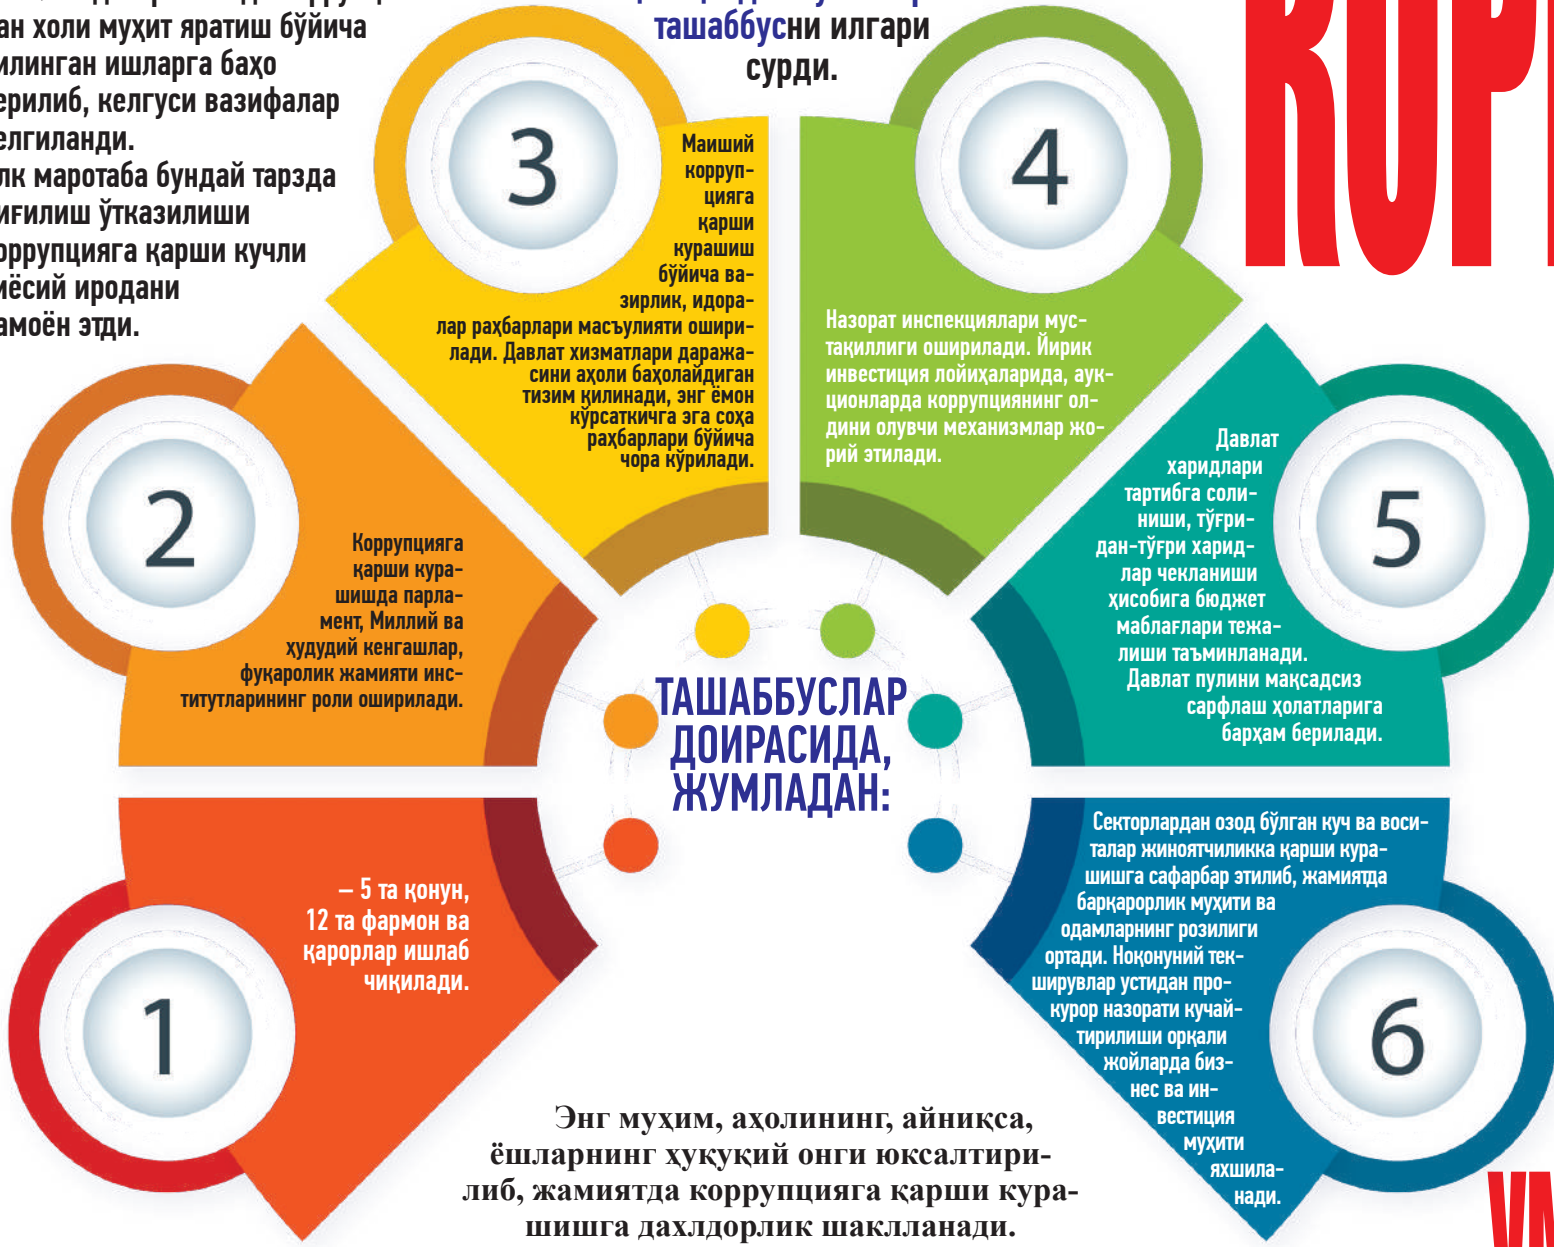 ан холи муҳит яратиш бўйича
илинган ишларга баҳо
ерилиб, келгуси вазифалар
елгиланди.
лк маротаба бундай тарзда
иғилиш ўтказилиши
оррупцияга қарши кучли
иёсий иродани
амоён этди.
ташаббусни илгари
сурди.
3
Маиший
корруп-
цияга
қарши
курашиш
бўйича ва-
зирлик, идора-
лар раҳбарлари масъулияти ошири-
лади. Давлат хизматлари даража-
сини аҳоли баҳолайдиган
тизим қилинади, энг ёмон
кўрсаткичга эга соҳа
раҳбарлари бўйича
чора кўрилади.
4
Назорат инспекциялари мус-
тақиллиги оширилади. Йирик
инвестиция лойиҳаларида, аук-
ционларда коррупциянинг ол-
дини олувчи механизмлар жо-
рий этилади.
2
Коррупцияга
қарши кура-
шишда парла-
мент, Миллий ва
ҳудудий кенгашлар,
фуқаролик жамияти инс-
титутларининг роли оширилади.
5
Давлат
харидлари
тартибга соли-
ниши, тўғри-
дан-тўғри харид-
лар чекланиши
ҳисобига бюджет
маблағлари тежа-
лиши таъминланади.
Давлат пулини мақсадсиз
сарфлаш ҳолатларига
барҳам берилади.
ТАШАББУСЛАР
ДОИРАСИДА,
ЖУМЛАДАН:
1
– 5 та қонун,
12 та фармон ва
қарорлар ишлаб
чиқилади.
6
Секторлардан озод бўлган куч ва воси-
талар жиноятчиликка қарши кура-
шишга сафарбар этилиб, жамиятда
барқарорлик муҳити ва
одамларнинг розилиги
ортади. Ноқонуний тек-
ширувлар устидан про-
курор назорати кучай-
тирилиши орқали
жойларда биз-
нес ва ин-
вестиция
муҳити
яхшила-
нади.
Энг муҳим, аҳолининг, айниқса,
ёшларнинг ҳуқуқий онги юксалтири-
либ, жамиятда коррупцияга қарши кура-
шишга дахлдорлик шаклланади.